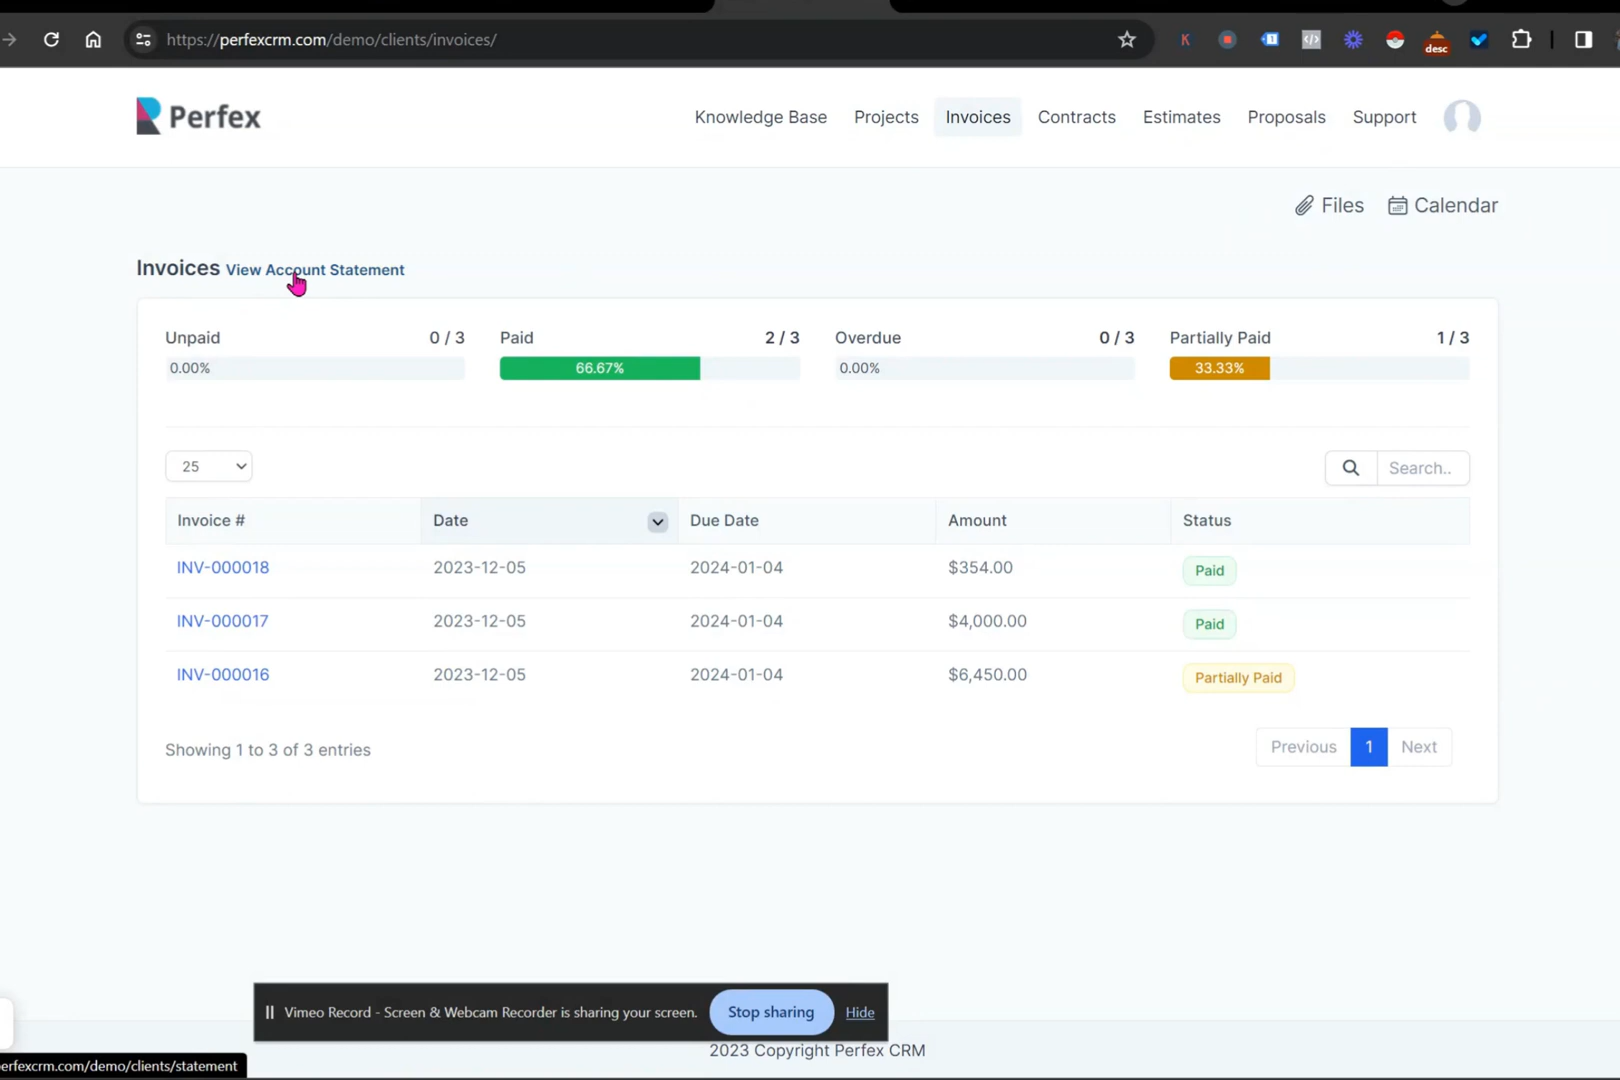 https://perfexcrm.com/demo/clients/invoices/
K
1
</>
desc
Perfex
Knowledge Base Projects Invoices Contracts Estimates Proposals Support
Files Calendar
Invoices View Account Statement
Unpaid 0 / 3 Paid 2 / 3 Overdue 0 / 3 Partially Paid 1 / 3
0.00% 66.67% 0.00% 33.33%
25 Search..
Invoice # Date Due Date Amount Status
INV-000018 2023-12-05 2024-01-04 $354.00 Paid
INV-000017 2023-12-05 2024-01-04 $4,000.00 Paid
INV-000016 2023-12-05 2024-01-04 $6,450.00 Partially Paid
Showing 1 to 3 of 3 entries Previous 1 Next
Vimeo Record - Screen & Webcam Recorder is sharing your screen. Stop sharing Hide
2023 Copyright Perfex CRM
erfexcrm.com/demo/clients/statement